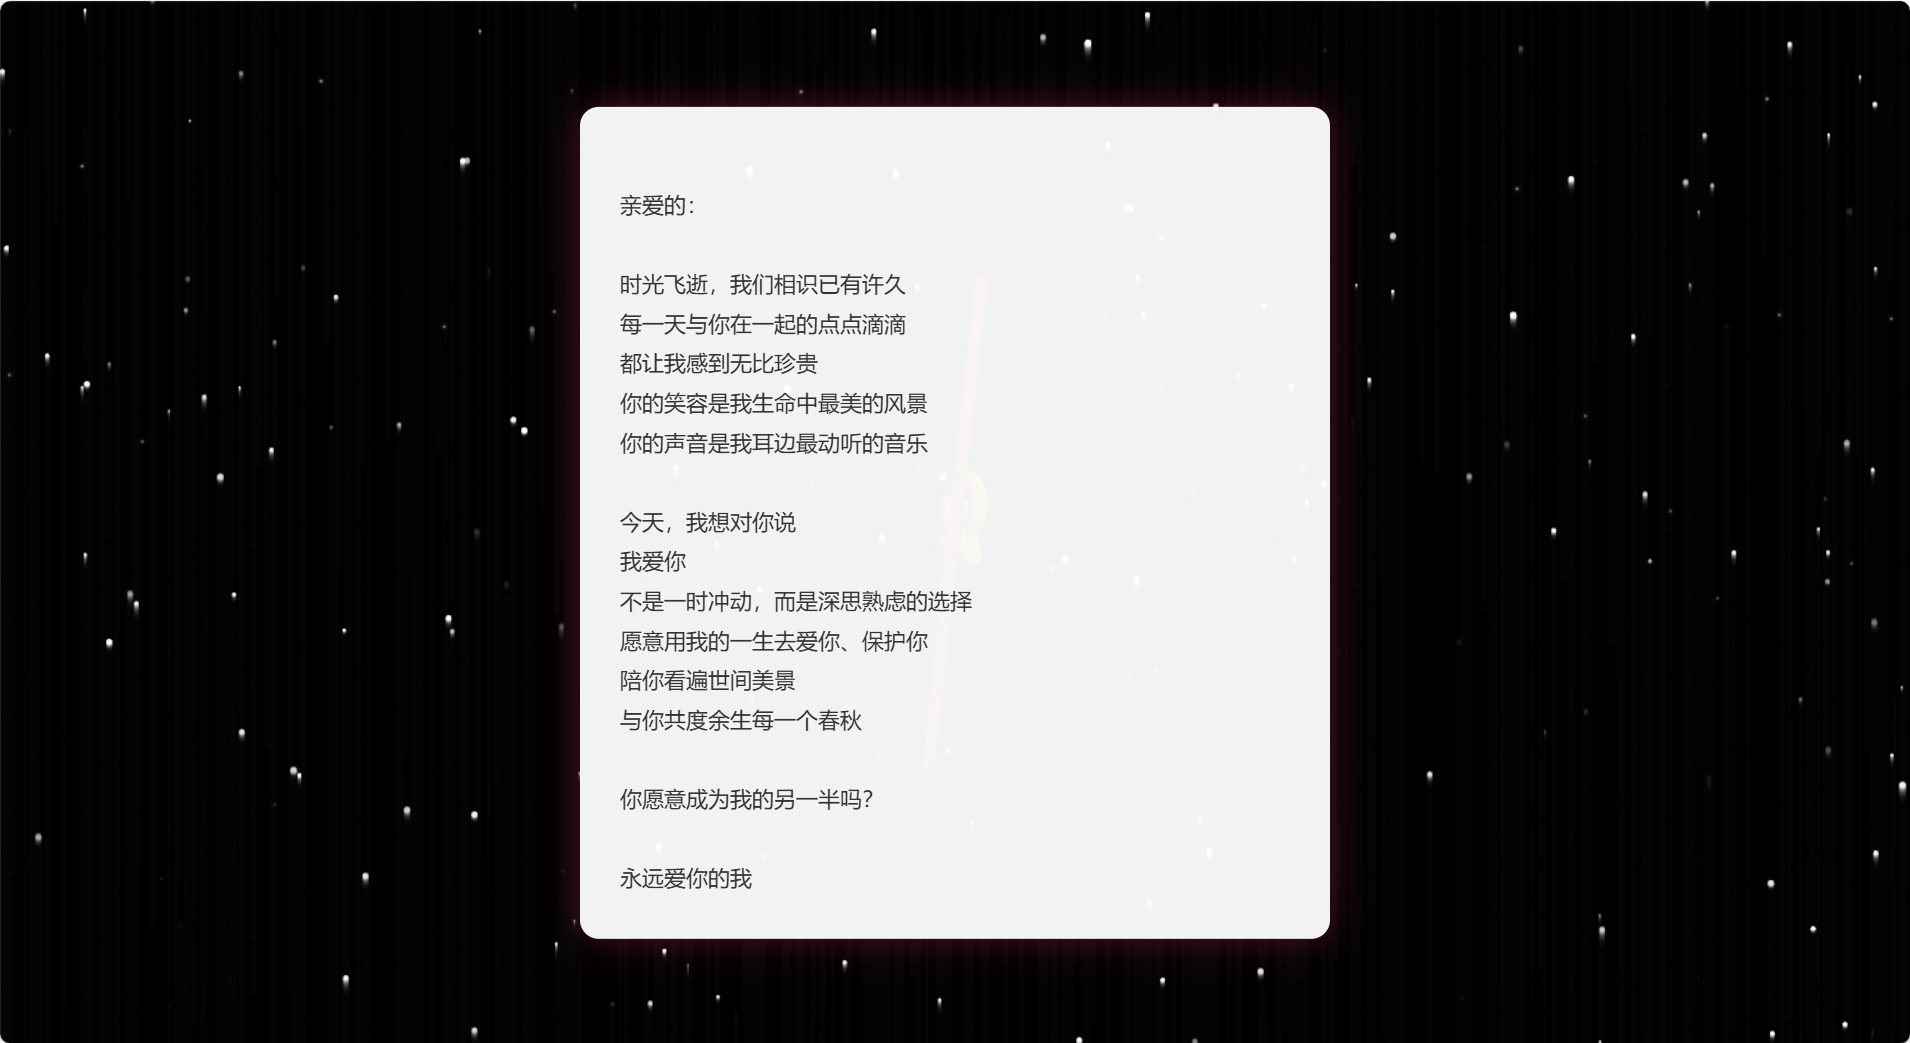 亲爱的：
时光飞逝，我们相识已有许久
每一天与你在一起的点点滴滴
都让我感到无比珍贵
你的笑容是我生命中最美的风景
你的声音是我耳边最动听的音乐
今天，我想对你说
我爱你
不是一时冲动，而是深思熟虑的选择
愿意用我的一生去爱你、保护你
陪你看遍世间美景
与你共度余生每一个春秋
你愿意成为我的另一半吗？
永远爱你的我